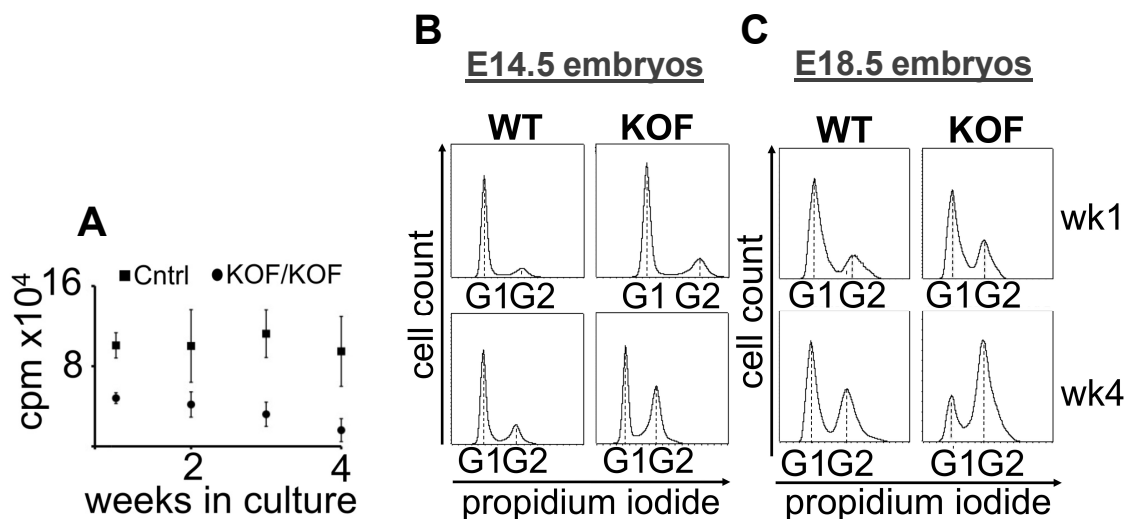 A
16
8
cpm x10⁴
■Cntrl ●KOF/KOF
2 4
weeks in culture
B
E14.5 embryos
WT KOF
cell count
G1G2 G1 G2
G1G2 G1G2
propidium iodide
C
E18.5 embryos
WT KOF
cell count
wk1
G1 G2 G1G2
wk4
G1G2 G1G2
propidium iodide